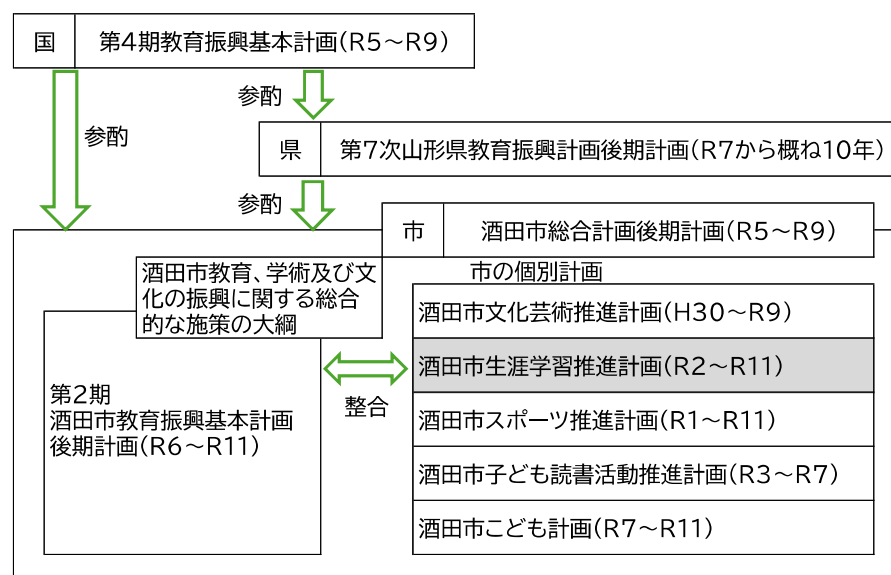 国
第4期教育振興基本計画(R5～R9)
参酌
参酌
県
第7次山形県教育振興計画後期計画(R7から概ね10年)
参酌
市
酒田市総合計画後期計画(R5～R9)
酒田市教育、学術及び文
化の振興に関する総合
的な施策の大綱
市の個別計画
酒田市文化芸術推進計画(H30～R9)
酒田市生涯学習推進計画(R2～R11)
第2期
酒田市教育振興基本計画
後期計画(R6～R11)
整合
酒田市スポーツ推進計画(R1～R11)
酒田市子ども読書活動推進計画(R3～R7)
酒田市こども計画(R7～R11)